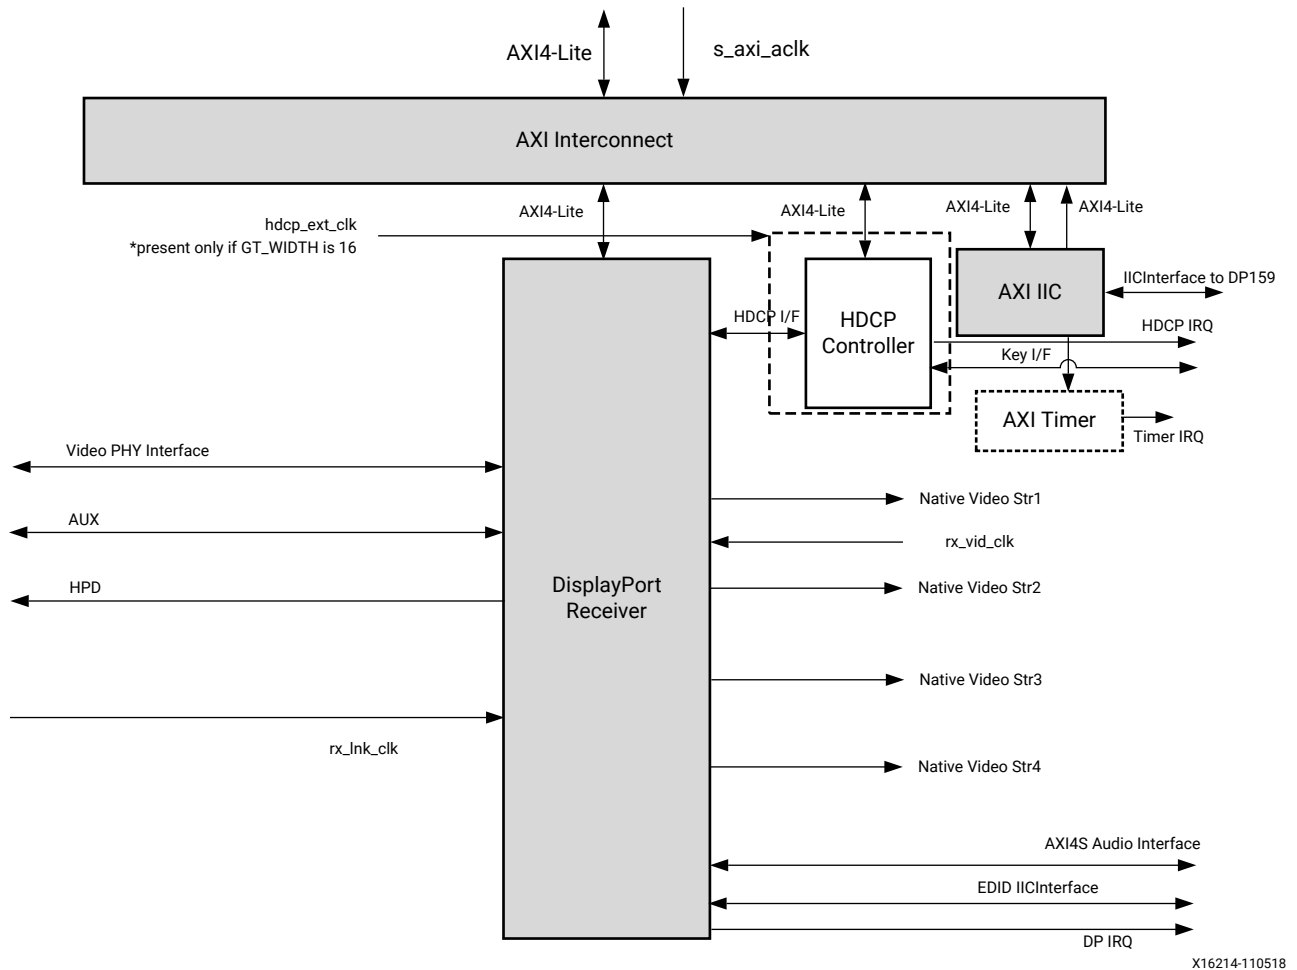 AXI4-Lite
s_axi_aclk
AXI Interconnect
hdcp_ext_clk
*present only if GT_WIDTH is 16
AXI4-Lite
AXI4-Lite
AXI4-Lite
AXI4-Lite
AXI IIC
IICInterface to DP159
HDCP I/F
HDCP
Controller
HDCP IRQ
Key I/F
AXI Timer
Timer IRQ
Video PHY Interface
AUX
HPD
rx_lnk_clk
DisplayPort
Receiver
Native Video Str1
rx_vid_clk
Native Video Str2
Native Video Str3
Native Video Str4
AXI4S Audio Interface
EDID IICInterface
DP IRQ
X16214-110518